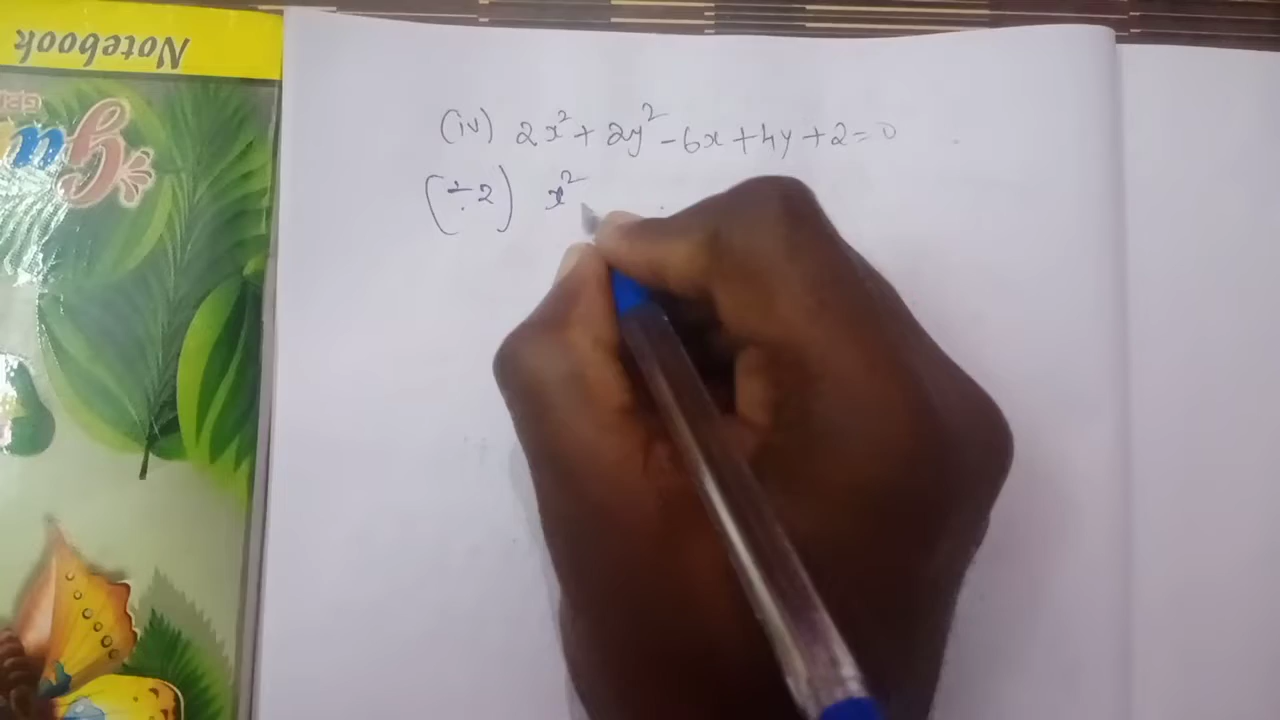 Notebook
(iv) 2x² + 2y² - 6x + 4y + 2 = 0
(÷2) x²